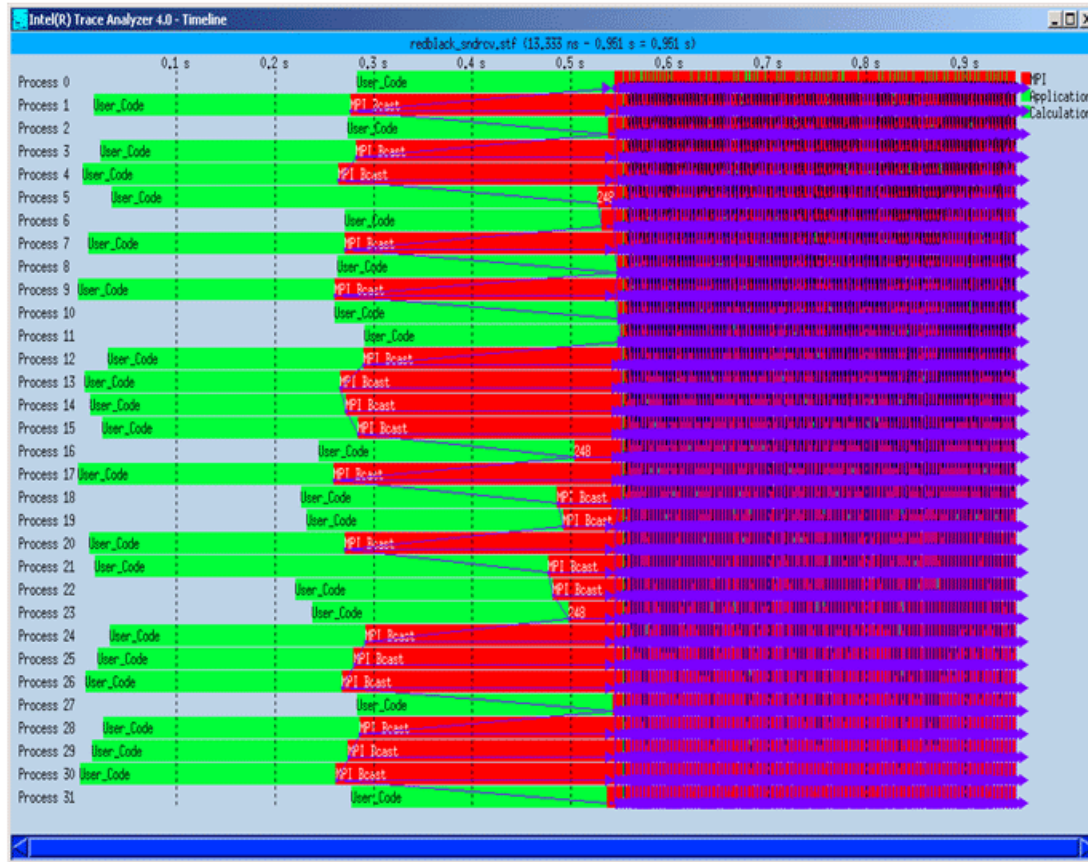 Intel(R) Trace Analyzer 4.0 - Timeline
redblack_sndrcv.stf (13.333 ns - 0.951 s = 0.951 s)
0.1 s 0.2 s 0.3 s 0.4 s 0.5 s 0.6 s 0.7 s 0.8 s 0.9 s
Process 0 User_Code MPI
Process 1 User_Code MPI Bcast Application
Process 2 User_Code Calculation
Process 3 User_Code MPI Bcast
Process 4 User_Code MPI Bcast
Process 5 User_Code 248
Process 6 User_Code
Process 7 User_Code MPI Bcast
Process 8 User_Code
Process 9 User_Code MPI Bcast
Process 10 User_Code
Process 11 User_Code
Process 12 User_Code MPI Bcast
Process 13 User_Code MPI Bcast
Process 14 User_Code MPI Bcast
Process 15 User_Code MPI Bcast
Process 16 User_Code 248
Process 17 User_Code MPI Bcast
Process 18 User_Code MPI Bcast
Process 19 User_Code MPI Bcast
Process 20 User_Code MPI Bcast
Process 21 User_Code MPI Bcast
Process 22 User_Code MPI Bcast
Process 23 User_Code 248
Process 24 User_Code MPI Bcast
Process 25 User_Code MPI Bcast
Process 26 User_Code MPI Bcast
Process 27 User_Code
Process 28 User_Code MPI Bcast
Process 29 User_Code MPI Bcast
Process 30 User_Code MPI Bcast
Process 31 User_Code